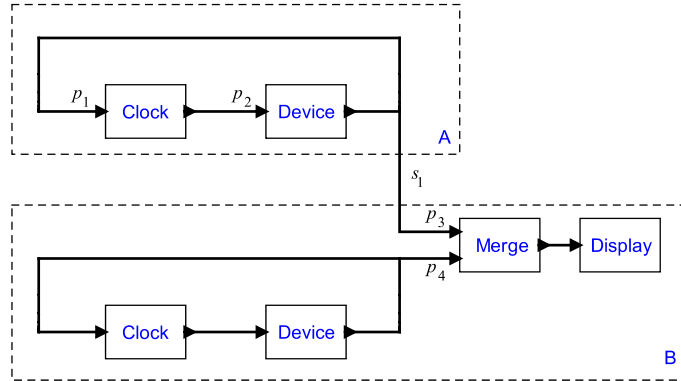 p1
Clock
p2
Device
A
s1
p3
Merge
Display
p4
Clock
Device
B